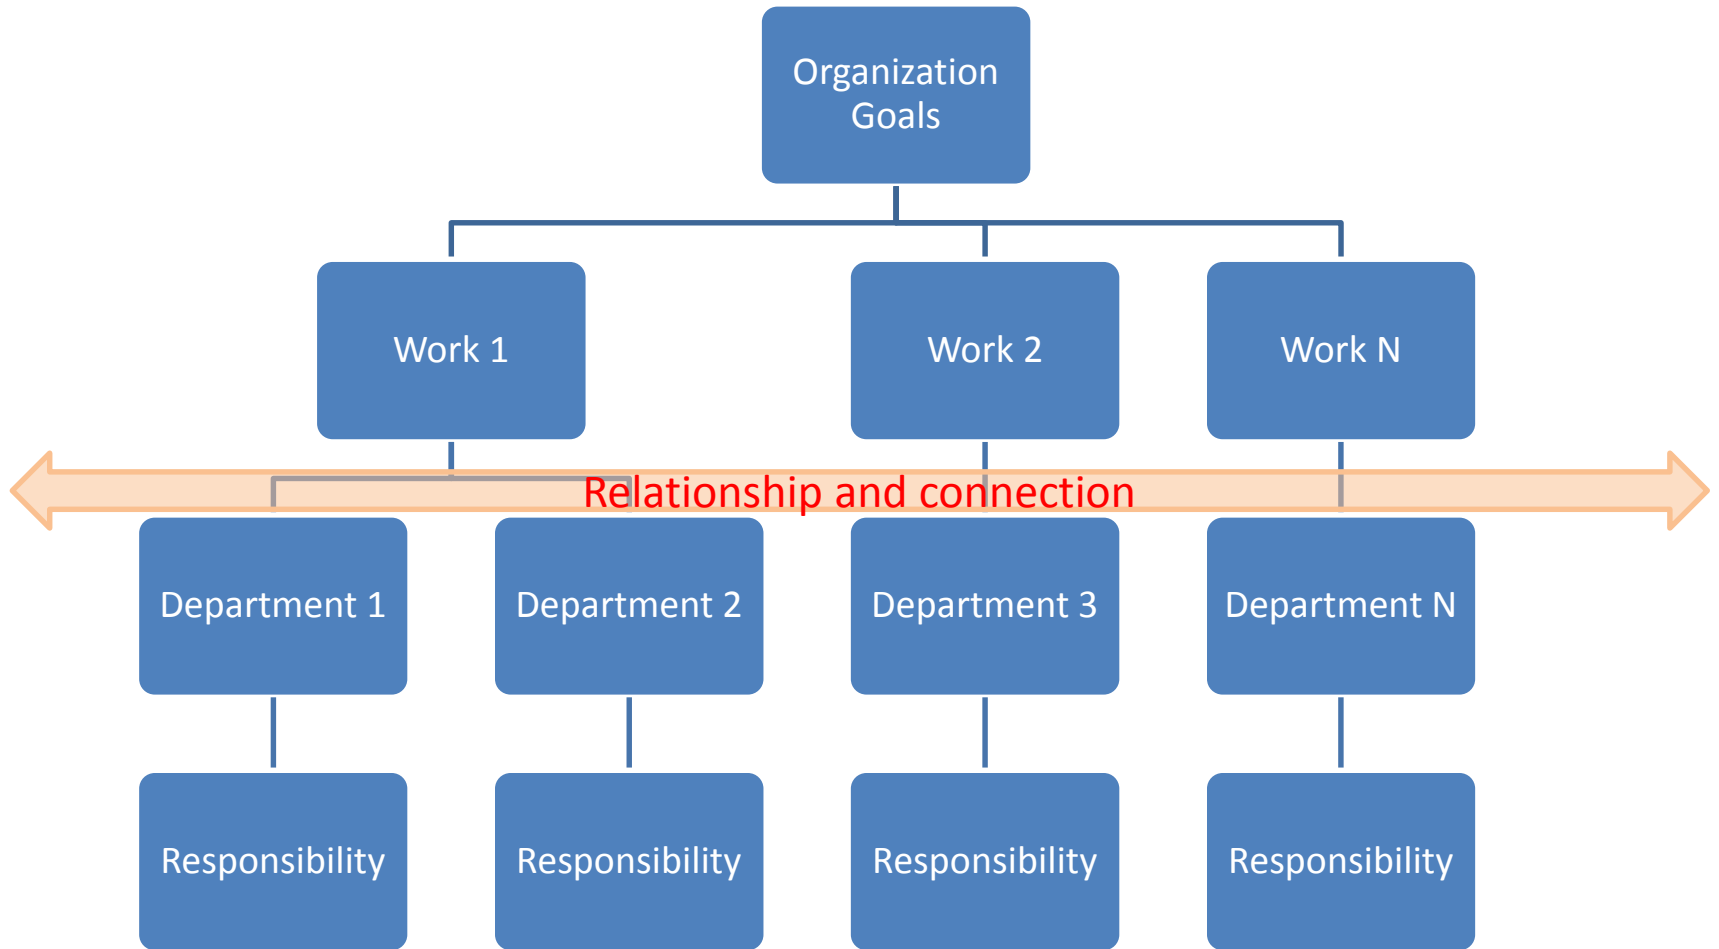 Organization
Goals
Work 1
Work 2
Work N
Relationship and connection
Department 1
Department 2
Department 3
Department N
Responsibility
Responsibility
Responsibility
Responsibility